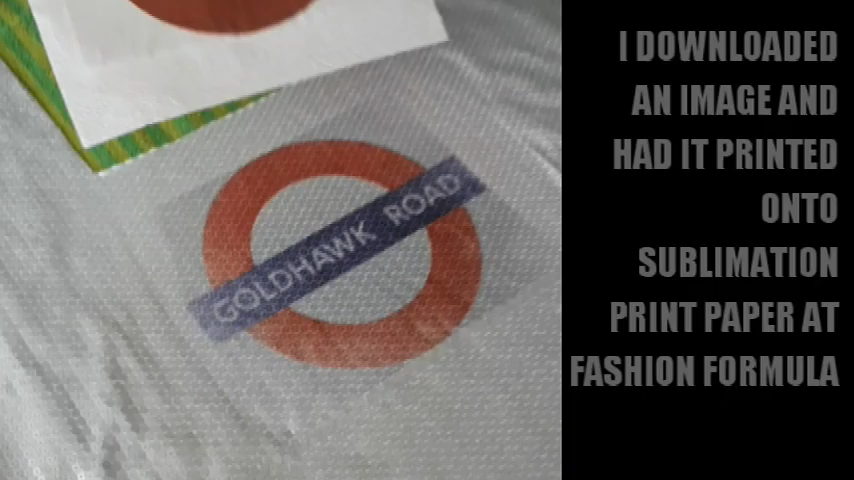 GOLDHAWK ROAD
I DOWNLOADED
AN IMAGE AND
HAD IT PRINTED
ONTO
SUBLIMATION
PRINT PAPER AT
FASHION FORMULA